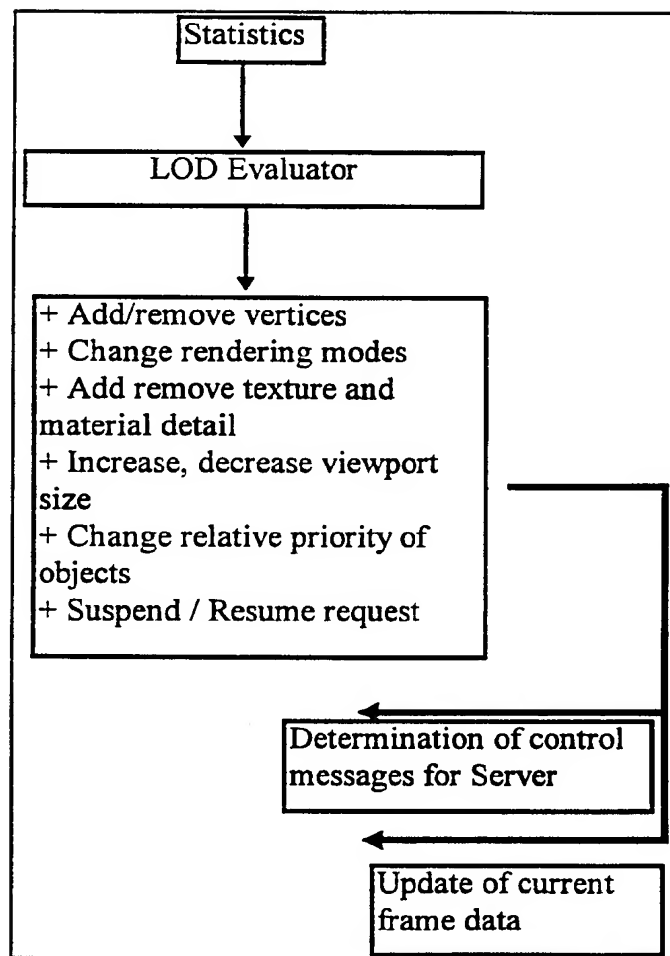 Statistics
LOD Evaluator
+ Add/remove vertices
+ Change rendering modes
+ Add remove texture and
material detail
+ Increase, decrease viewport
size
+ Change relative priority of
objects
+ Suspend / Resume request
Determination of control
messages for Server
Update of current
frame data